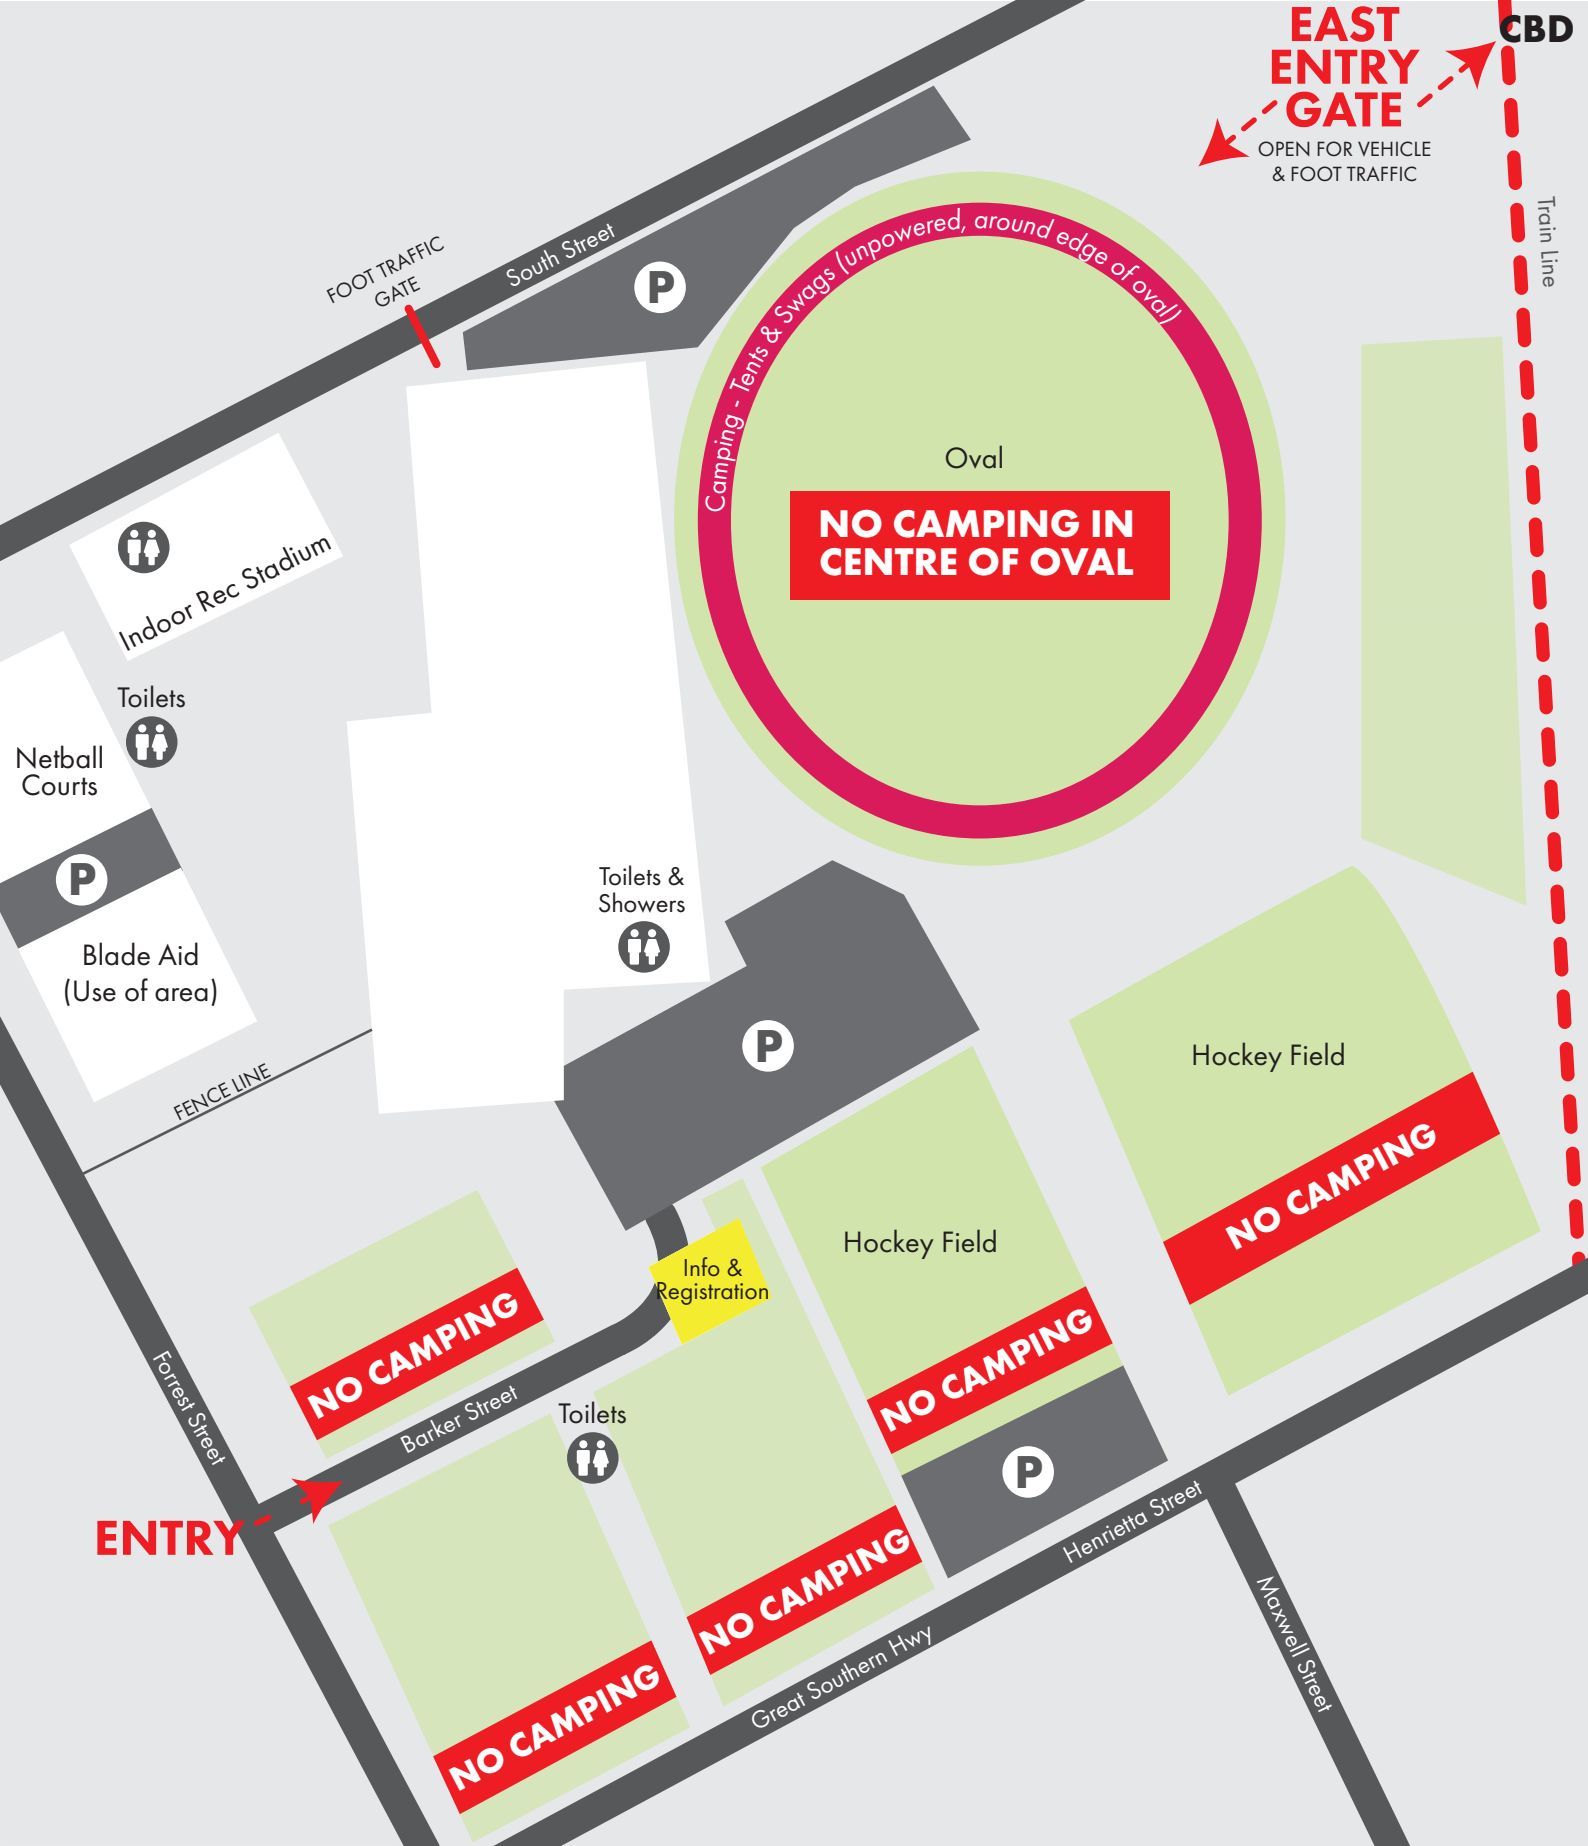 EAST
ENTRY
GATE
OPEN FOR VEHICLE
& FOOT TRAFFIC
CBD
Train Line
FOOT TRAFFIC
GATE
South Street
P
Camping - Tents & Swags (unpowered, around edge of oval)
Oval
NO CAMPING IN
CENTRE OF OVAL
Indoor Rec Stadium
Toilets
Netball
Courts
P
Blade Aid
(Use of area)
Toilets &
Showers
P
FENCE LINE
Hockey Field
NO CAMPING
Hockey Field
NO CAMPING
Info &
Registration
NO CAMPING
Forrest Street
Barker Street
Toilets
P
ENTRY
NO CAMPING
NO CAMPING
Henrietta Street
Great Southern Hwy
Maxwell Street